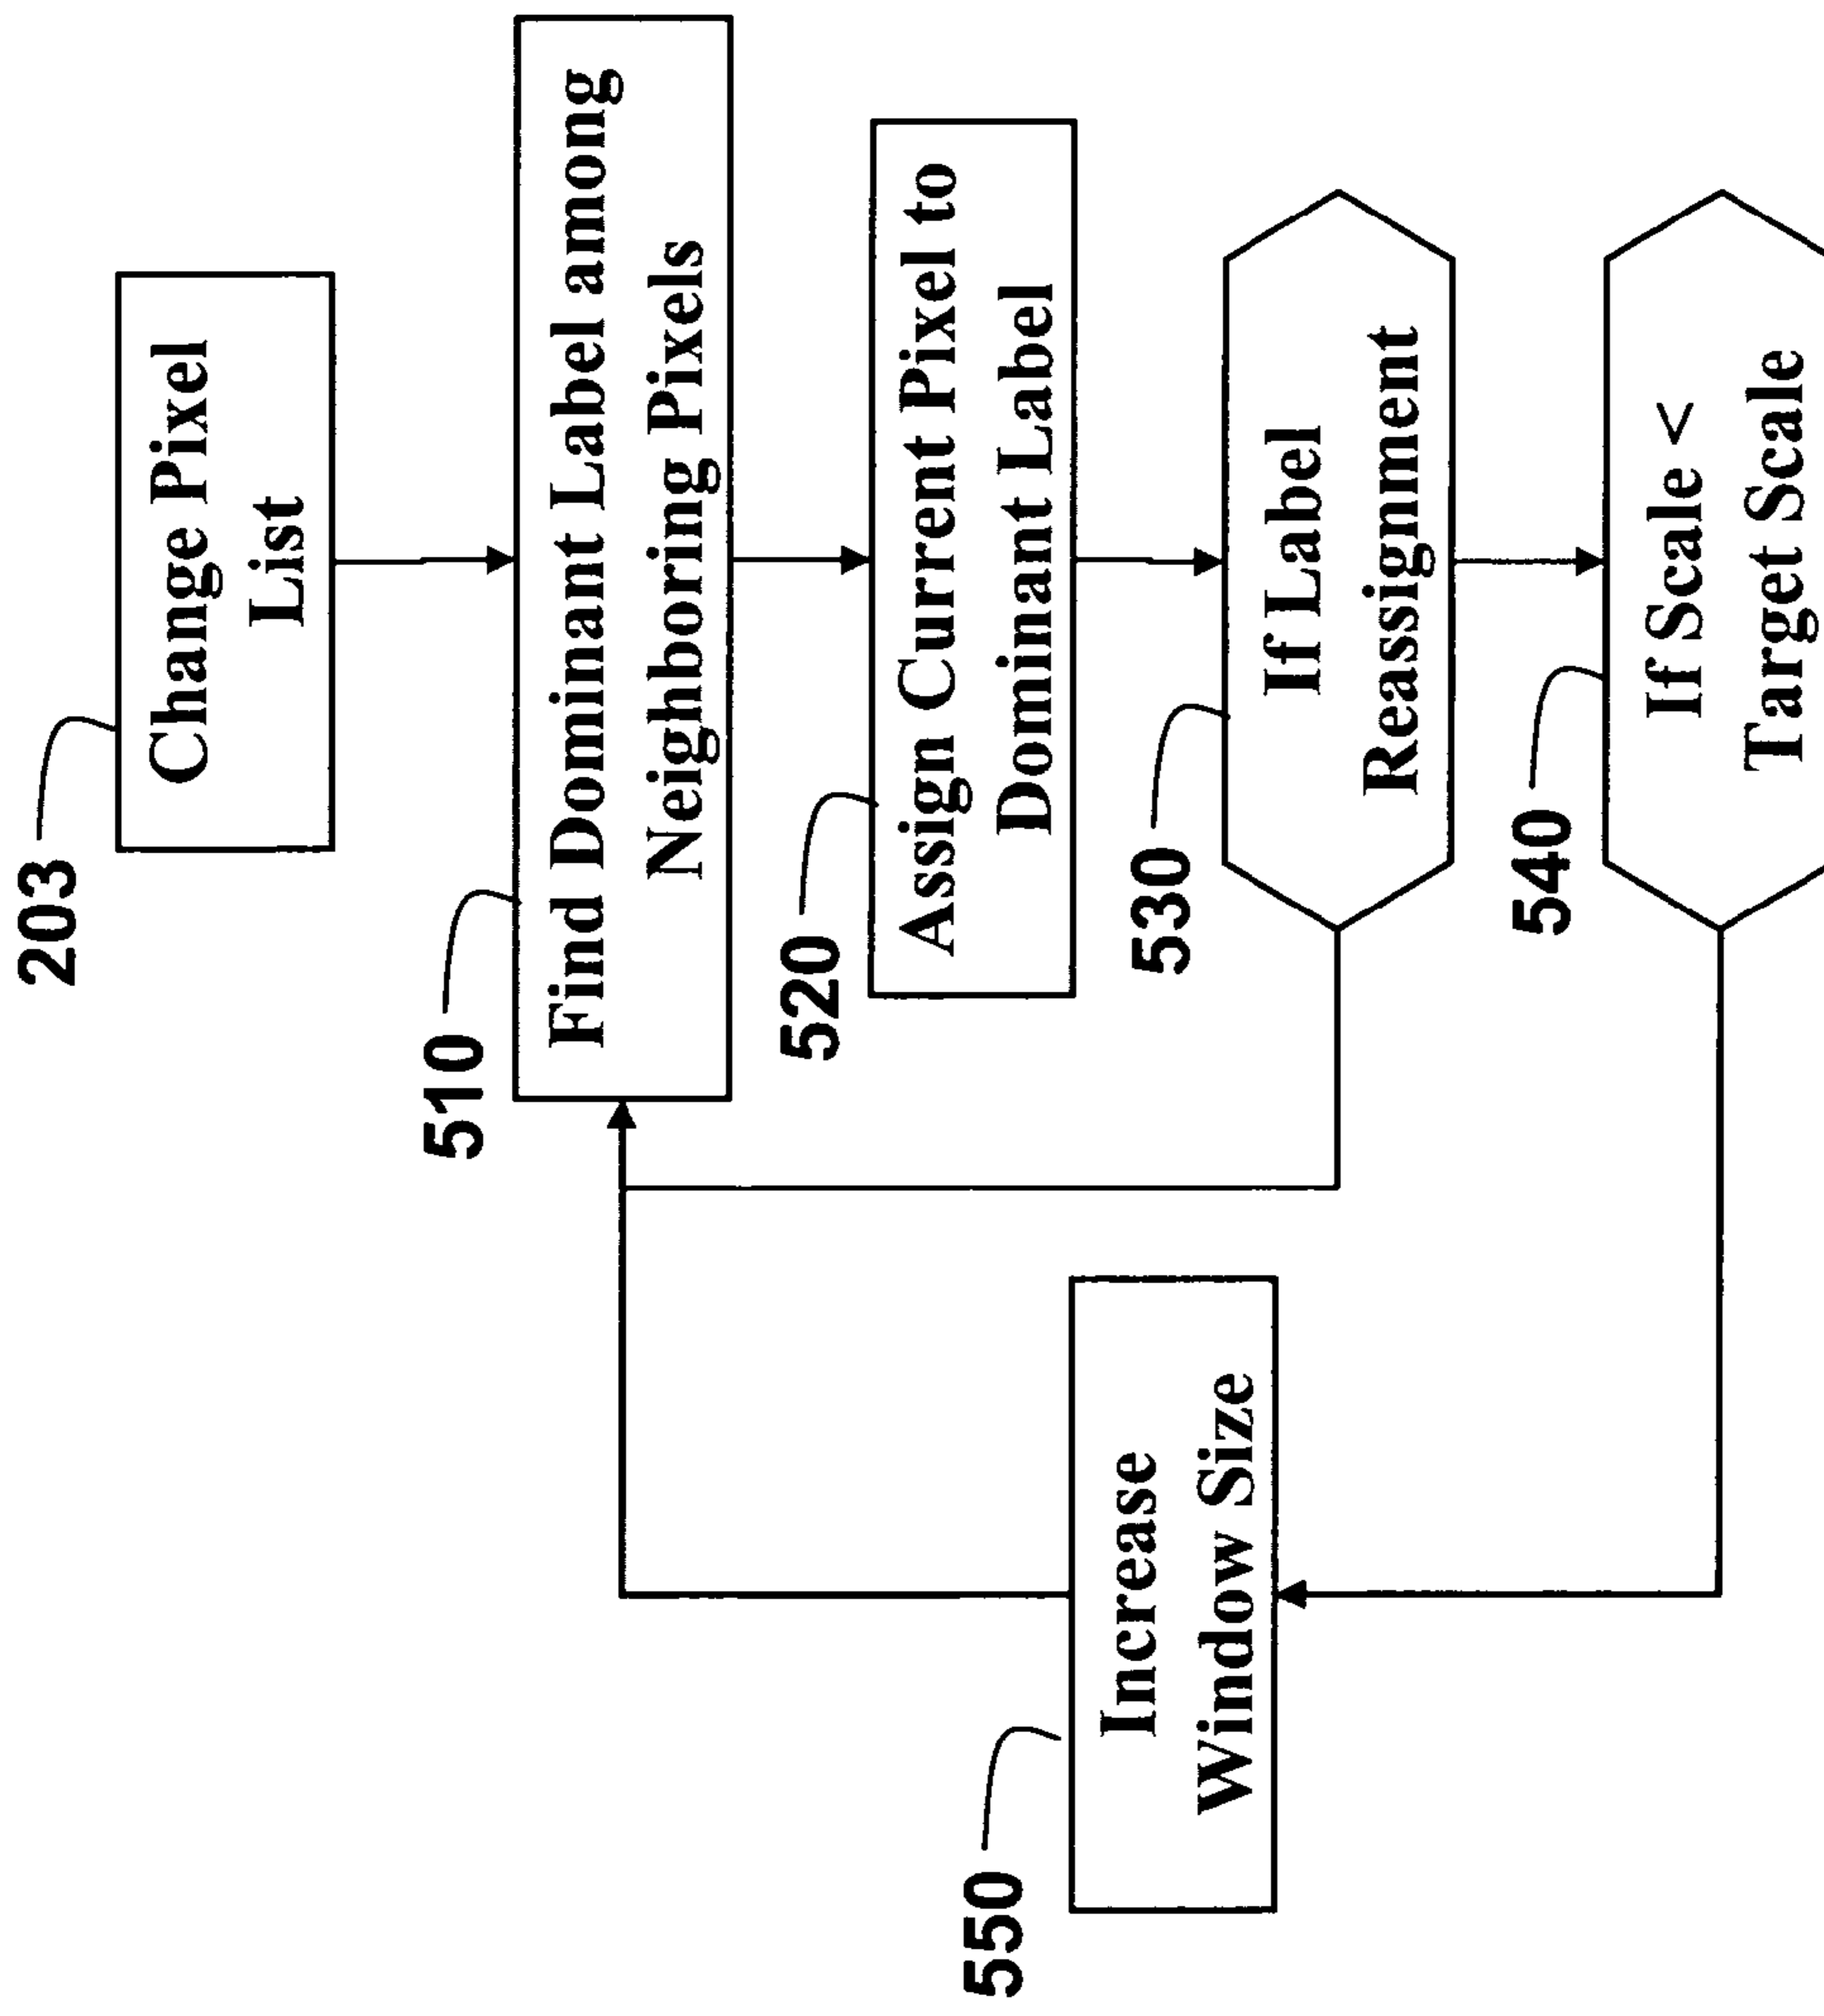 203
Change Pixel
List
510
Find Dominant Label among
Neighboring Pixels
520
Assign Current Pixel to
Dominant Label
530
If Label
Reassignment
540
If Scale <
Target Scale
550
Increase
Window Size